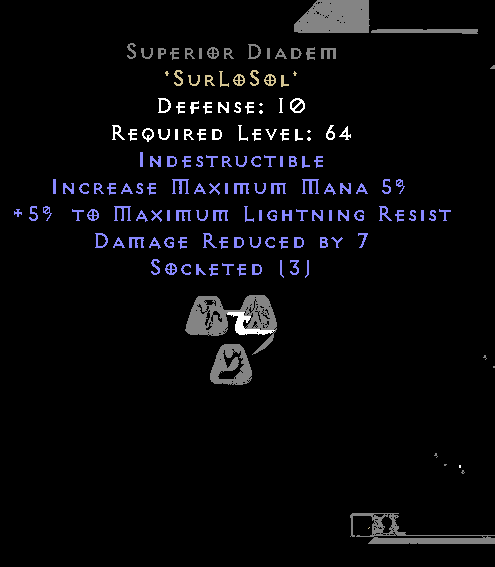 Superior Diadem
'SurLoSol'
Defense: 10
Required Level: 64
Indestructible
Increase Maximum Mana 5%
+5% to Maximum Lightning Resist
Damage Reduced by 7
Socketed (3)